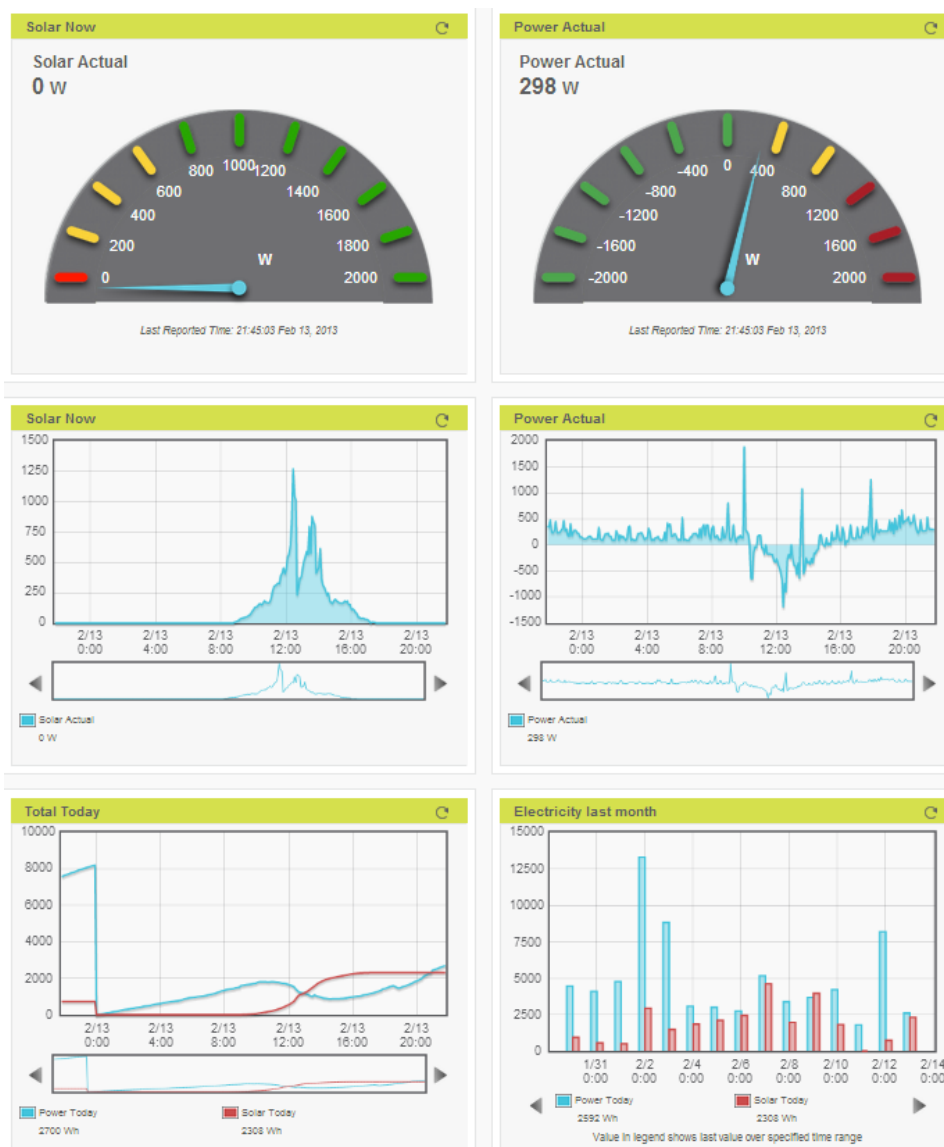 Solar Now
Solar Actual
0 W
0
200
400
600
800
1000
1200
1400
1600
1800
2000
W
Last Reported Time: 21:45:03 Feb 13, 2013
Power Actual
Power Actual
298 W
-2000
-1600
-1200
-800
-400
0
400
800
1200
1600
2000
W
Last Reported Time: 21:45:03 Feb 13, 2013
Solar Now
1500
1250
1000
750
500
250
0
2/13 2/13 2/13 2/13 2/13 2/13
0:00 4:00 8:00 12:00 16:00 20:00
Solar Actual
0 W
Power Actual
2000
1500
1000
500
0
-500
-1000
-1500
2/13 2/13 2/13 2/13 2/13 2/13
0:00 4:00 8:00 12:00 16:00 20:00
Power Actual
298 W
Total Today
10000
8000
6000
4000
2000
0
2/13 2/13 2/13 2/13 2/13 2/13
0:00 4:00 8:00 12:00 16:00 20:00
Power Today Solar Today
2700 Wh 2308 Wh
Electricity last month
15000
12500
10000
7500
5000
2500
0
1/31 2/2 2/4 2/6 2/8 2/10 2/12 2/14
0:00 0:00 0:00 0:00 0:00 0:00 0:00 0:00
Power Today Solar Today
2592 Wh 2308 Wh
Value in legend shows last value over specified time range